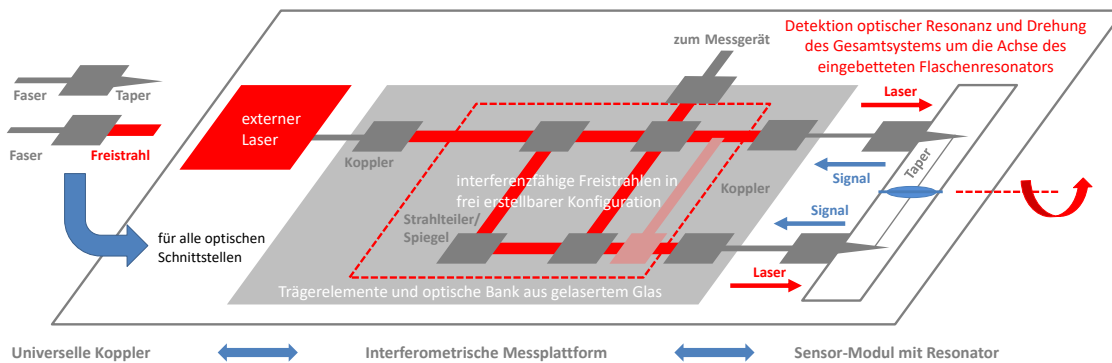 Detektion optischer Resonanz und Drehung
des Gesamtsystems um die Achse des
eingebetteten Flaschenresonators
zum Messgerät
Faser
Taper
Faser
Freistrahl
externer
Laser
Koppler
Laser
Signal
Taper
interferenzfähige Freistrahlen in
frei erstellbarer Konfiguration
Koppler
Strahlteiler/
Spiegel
Signal
für alle optischen
Schnittstellen
Laser
Trägerelemente und optische Bank aus gelasertem Glas
Universelle Koppler
Interferometrische Messplattform
Sensor-Modul mit Resonator